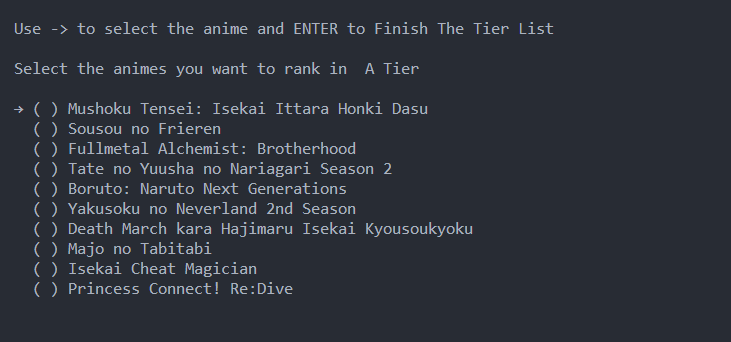 Use -> to select the anime and ENTER to Finish The Tier List
Select the animes you want to rank in  A Tier
→ ( ) Mushoku Tensei: Isekai Ittara Honki Dasu
( ) Sousou no Frieren
( ) Fullmetal Alchemist: Brotherhood
( ) Tate no Yuusha no Nariagari Season 2
( ) Boruto: Naruto Next Generations
( ) Yakusoku no Neverland 2nd Season
( ) Death March kara Hajimaru Isekai Kyousoukyoku
( ) Majo no Tabitabi
( ) Isekai Cheat Magician
( ) Princess Connect! Re:Dive